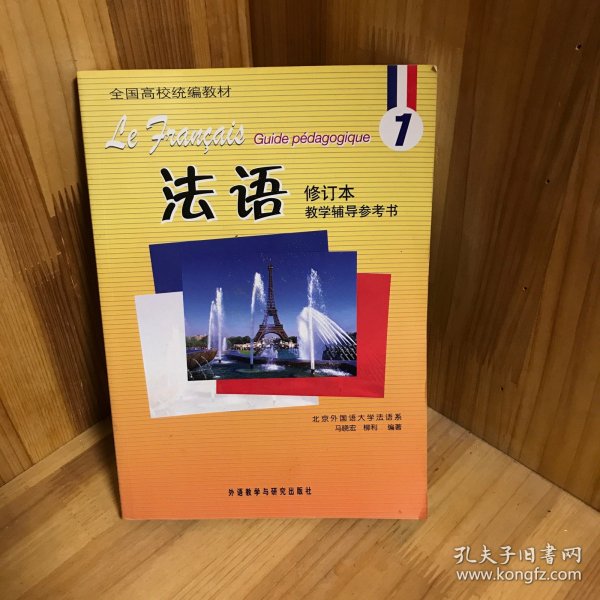 全国高校统编教材
Le Français Guide pédagogique 1
法语 修订本
教学辅导参考书
北京外国语大学法语系
马晓宏 柳利 编著
外语教学与研究出版社
孔夫子旧书网
www.kongfz.com